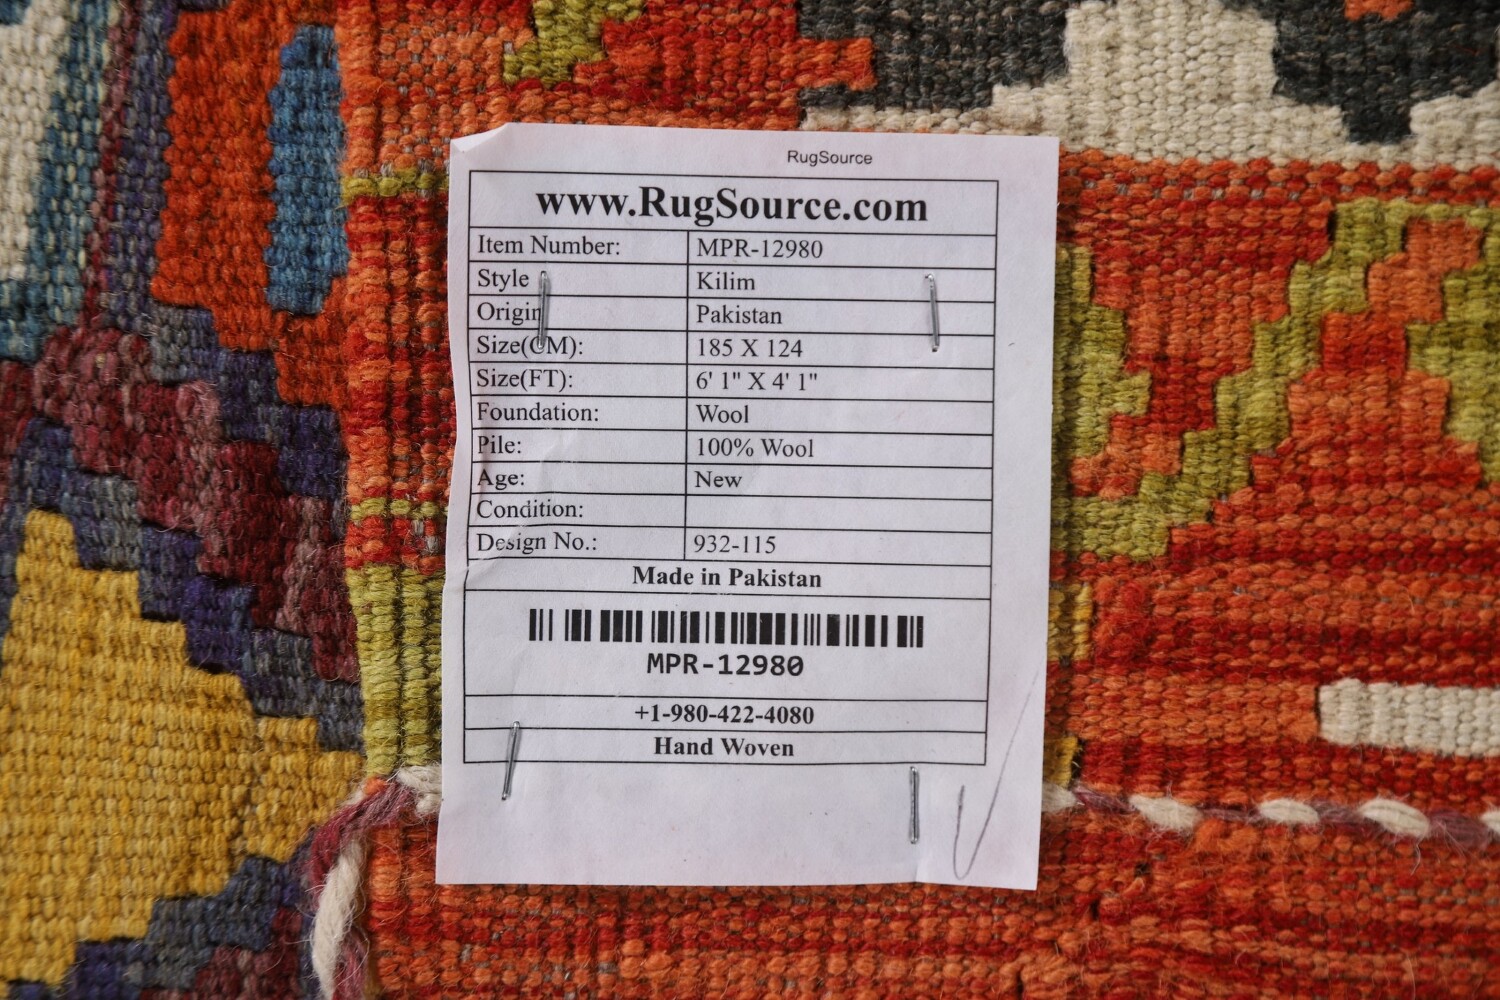 RugSource
www.RugSource.com
Item Number: MPR-12980
Style Kilim
Origin Pakistan
Size(CM): 185 X 124
Size(FT): 6' 1" X 4' 1"
Foundation: Wool
Pile: 100% Wool
Age: New
Condition:
Design No.: 932-115
Made in Pakistan
MPR-12980
+1-980-422-4080
Hand Woven